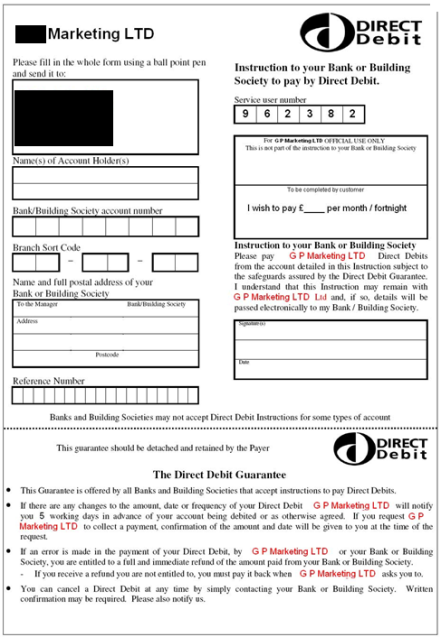 Marketing LTD
DIRECT
Debit
Please fill in the whole form using a ball point pen
and send it to:
Name(s) of Account Holder(s)
Bank/Building Society account number
Branch Sort Code
– –
Name and full postal address of your
Bank or Building Society
To the Manager Bank/Building Society
Address
Postcode
Reference Number
Instruction to your Bank or Building
Society to pay by Direct Debit.
Service user number
9 6 2 3 8 2
For G P Marketing LTD OFFICIAL USE ONLY
This is not part of the instruction to your Bank or Building Society
To be completed by customer
I wish to pay £____ per month / fortnight
Instruction to your Bank or Building Society
Please pay G P Marketing LTD Direct Debits
from the account detailed in this Instruction subject to
the safeguards assured by the Direct Debit Guarantee.
I understand that this Instruction may remain with
G P Marketing LTD Ltd and, if so, details will be
passed electronically to my Bank / Building Society.
Signature(s)
Date
Banks and Building Societies may not accept Direct Debit Instructions for some types of account
This guarantee should be detached and retained by the Payer
DIRECT
Debit
The Direct Debit Guarantee
• This Guarantee is offered by all Banks and Building Societies that accept instructions to pay Direct Debits.
• If there are any changes to the amount, date or frequency of your Direct Debit G P Marketing LTD will notify
you 5 working days in advance of your account being debited or as otherwise agreed. If you request G P
Marketing LTD to collect a payment, confirmation of the amount and date will be given to you at the time of the
request.
• If an error is made in the payment of your Direct Debit, by G P Marketing LTD or your Bank or Building
Society, you are entitled to a full and immediate refund of the amount paid from your Bank or Building Society.
- If you receive a refund you are not entitled to, you must pay it back when G P Marketing LTD asks you to.
• You can cancel a Direct Debit at any time by simply contacting your Bank or Building Society. Written
confirmation may be required. Please also notify us.